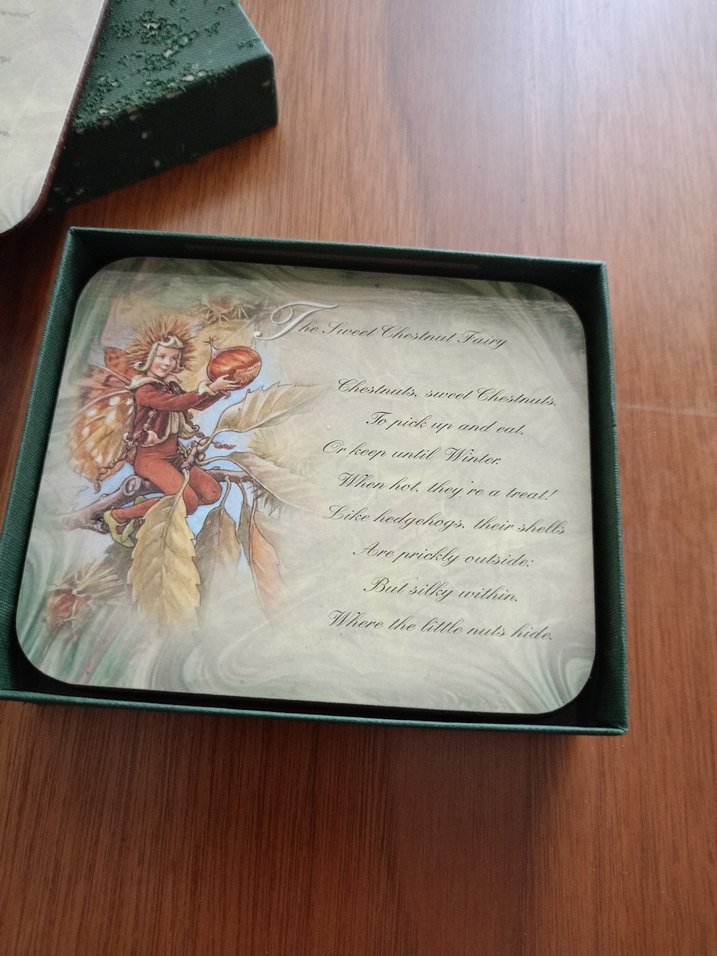 The Sweet Chestnut Fairy
Chestnuts, sweet Chestnuts,
To pick up and eat,
Or keep until Winter,
When hot, they're a treat!
Like hedgehogs, their shells
Are prickly outside;
But silky within,
Where the little nuts hide.